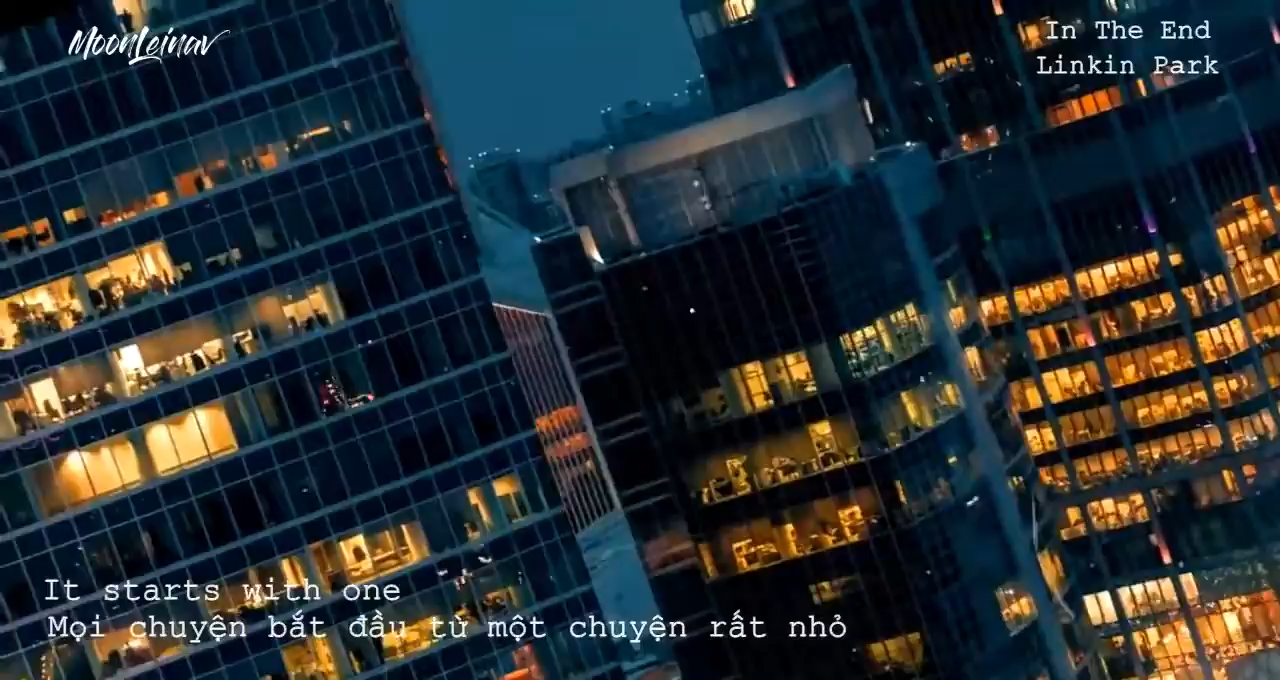 MoonLeinav
In The End
Linkin Park
It starts with one
Mọi chuyện bắt đầu từ một chuyện rất nhỏ